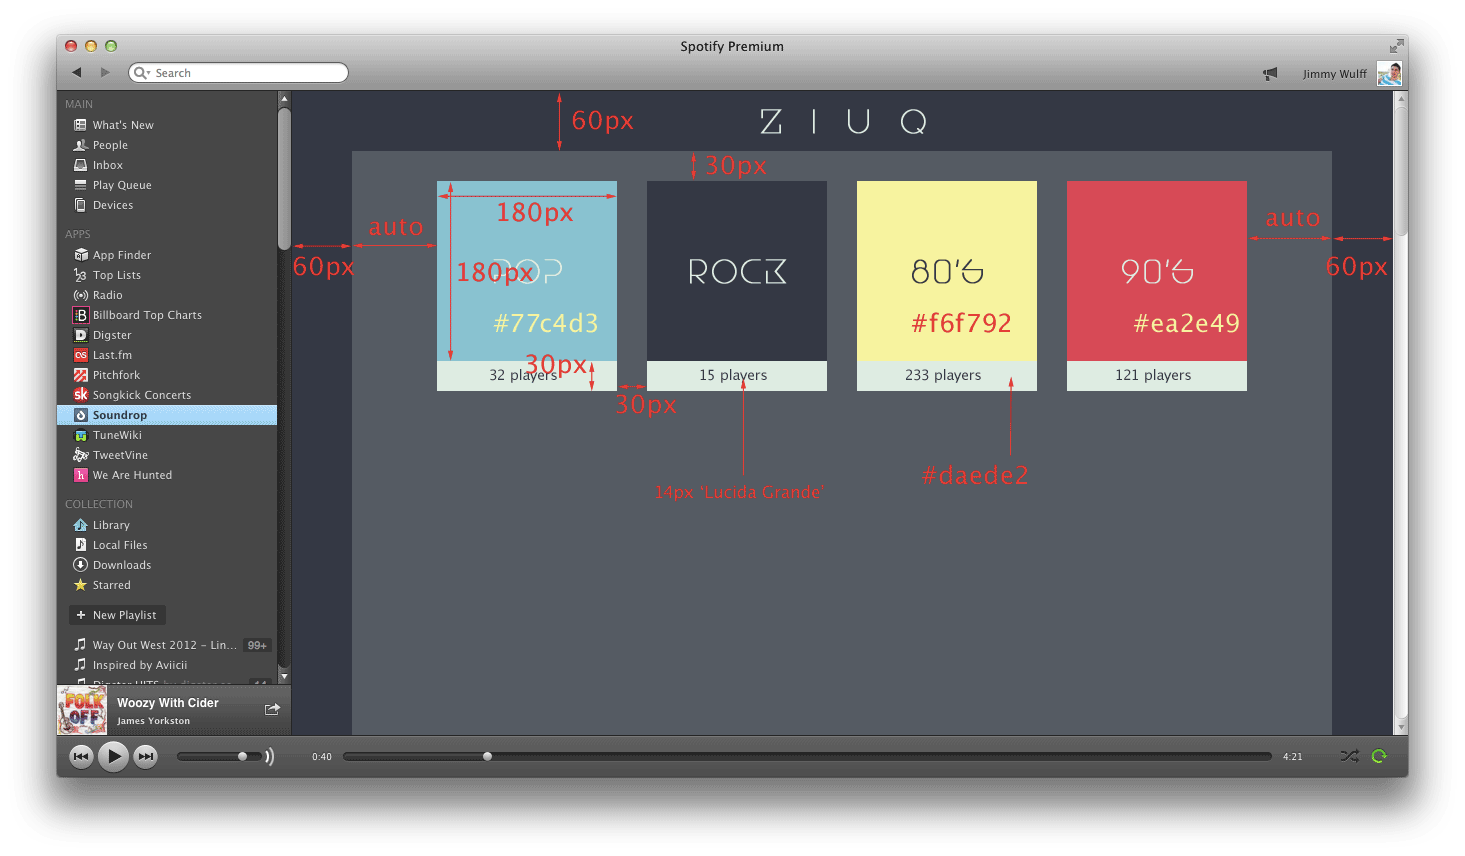 Spotify Premium
Search
Jimmy Wulff
MAIN
What's New
People
Inbox
Play Queue
Devices
APPS
App Finder
Top Lists
Radio
Billboard Top Charts
Digster
Last.fm
Pitchfork
Songkick Concerts
Soundrop
TuneWiki
TweetVine
We Are Hunted
COLLECTION
Library
Local Files
Downloads
Starred
+ New Playlist
Way Out West 2012 – Lin... 99+
Inspired by Aviicii
FOLK OFF
Woozy With Cider
James Yorkston
60px
ZIUQ
30px
auto
60px
180px
180px
POP
#77c4d3
30px
32 players
30px
ROCK
15 players
14px 'Lucida Grande'
80'S
#f6f792
233 players
#daede2
90'S
#ea2e49
121 players
auto
60px
0:40
4:21